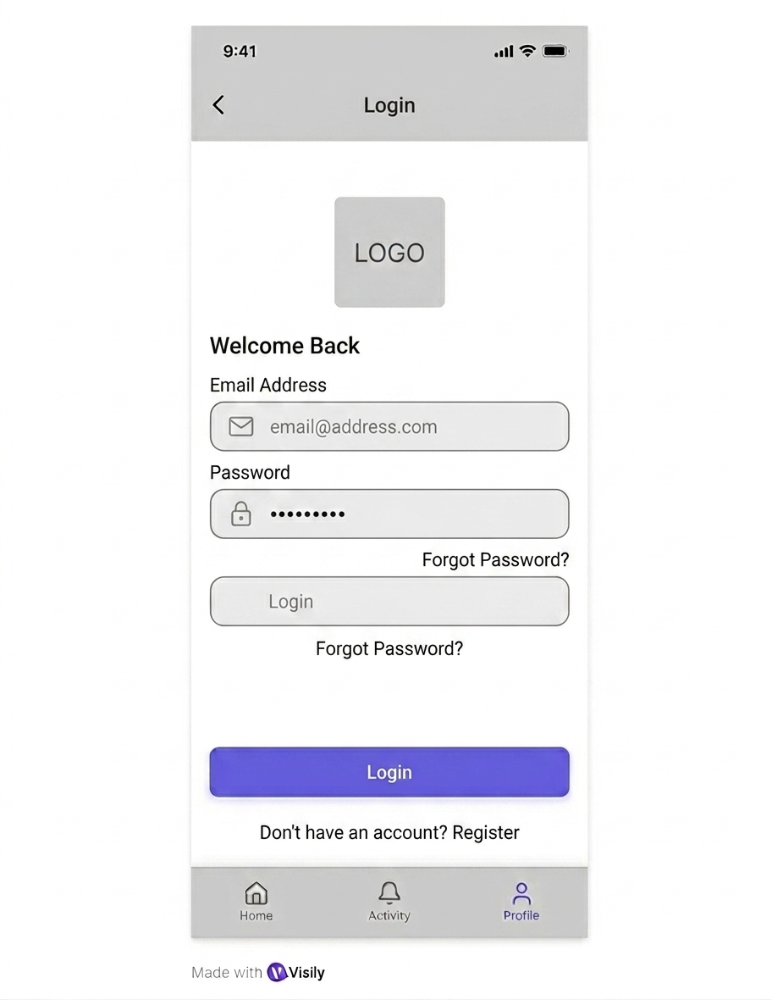 9:41
Login
LOGO
Welcome Back
Email Address
email@address.com
Password
•••••••••
Forgot Password?
Login
Forgot Password?
Login
Don't have an account? Register
Home Activity Profile
Made with Visily